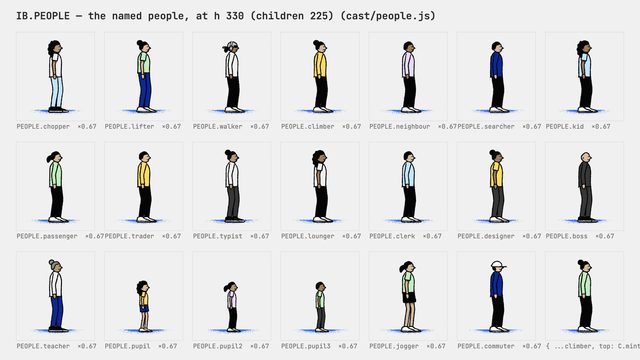 IB.PEOPLE — the named people, at h 330 (children 225) (cast/people.js)
PEOPLE.chopper ×0.67 PEOPLE.lifter ×0.67 PEOPLE.walker ×0.67 PEOPLE.climber ×0.67 PEOPLE.neighbour ×0.67 PEOPLE.searcher ×0.67 PEOPLE.kid ×0.67
PEOPLE.passenger ×0.67 PEOPLE.trader ×0.67 PEOPLE.typist ×0.67 PEOPLE.lounger ×0.67 PEOPLE.clerk ×0.67 PEOPLE.designer ×0.67 PEOPLE.boss ×0.67
PEOPLE.teacher ×0.67 PEOPLE.pupil ×0.67 PEOPLE.pupil2 ×0.67 PEOPLE.pupil3 ×0.67 PEOPLE.jogger ×0.67 PEOPLE.commuter ×0.67 { ...climber, top: C.mint